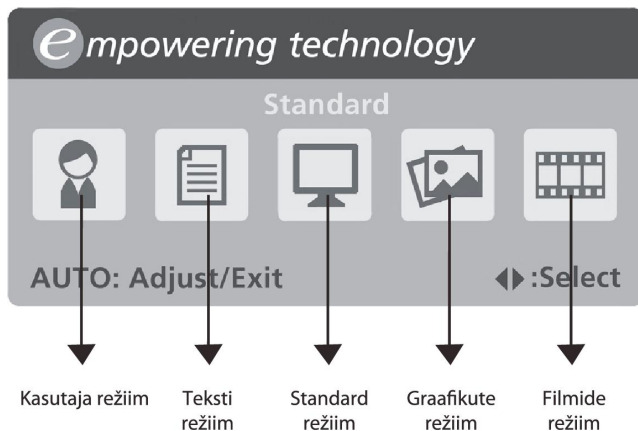 empowering technology
Standard
AUTO: Adjust/Exit ◀▶ :Select
Kasutaja režiim Teksti režiim Standard režiim Graafikute režiim Filmide režiim